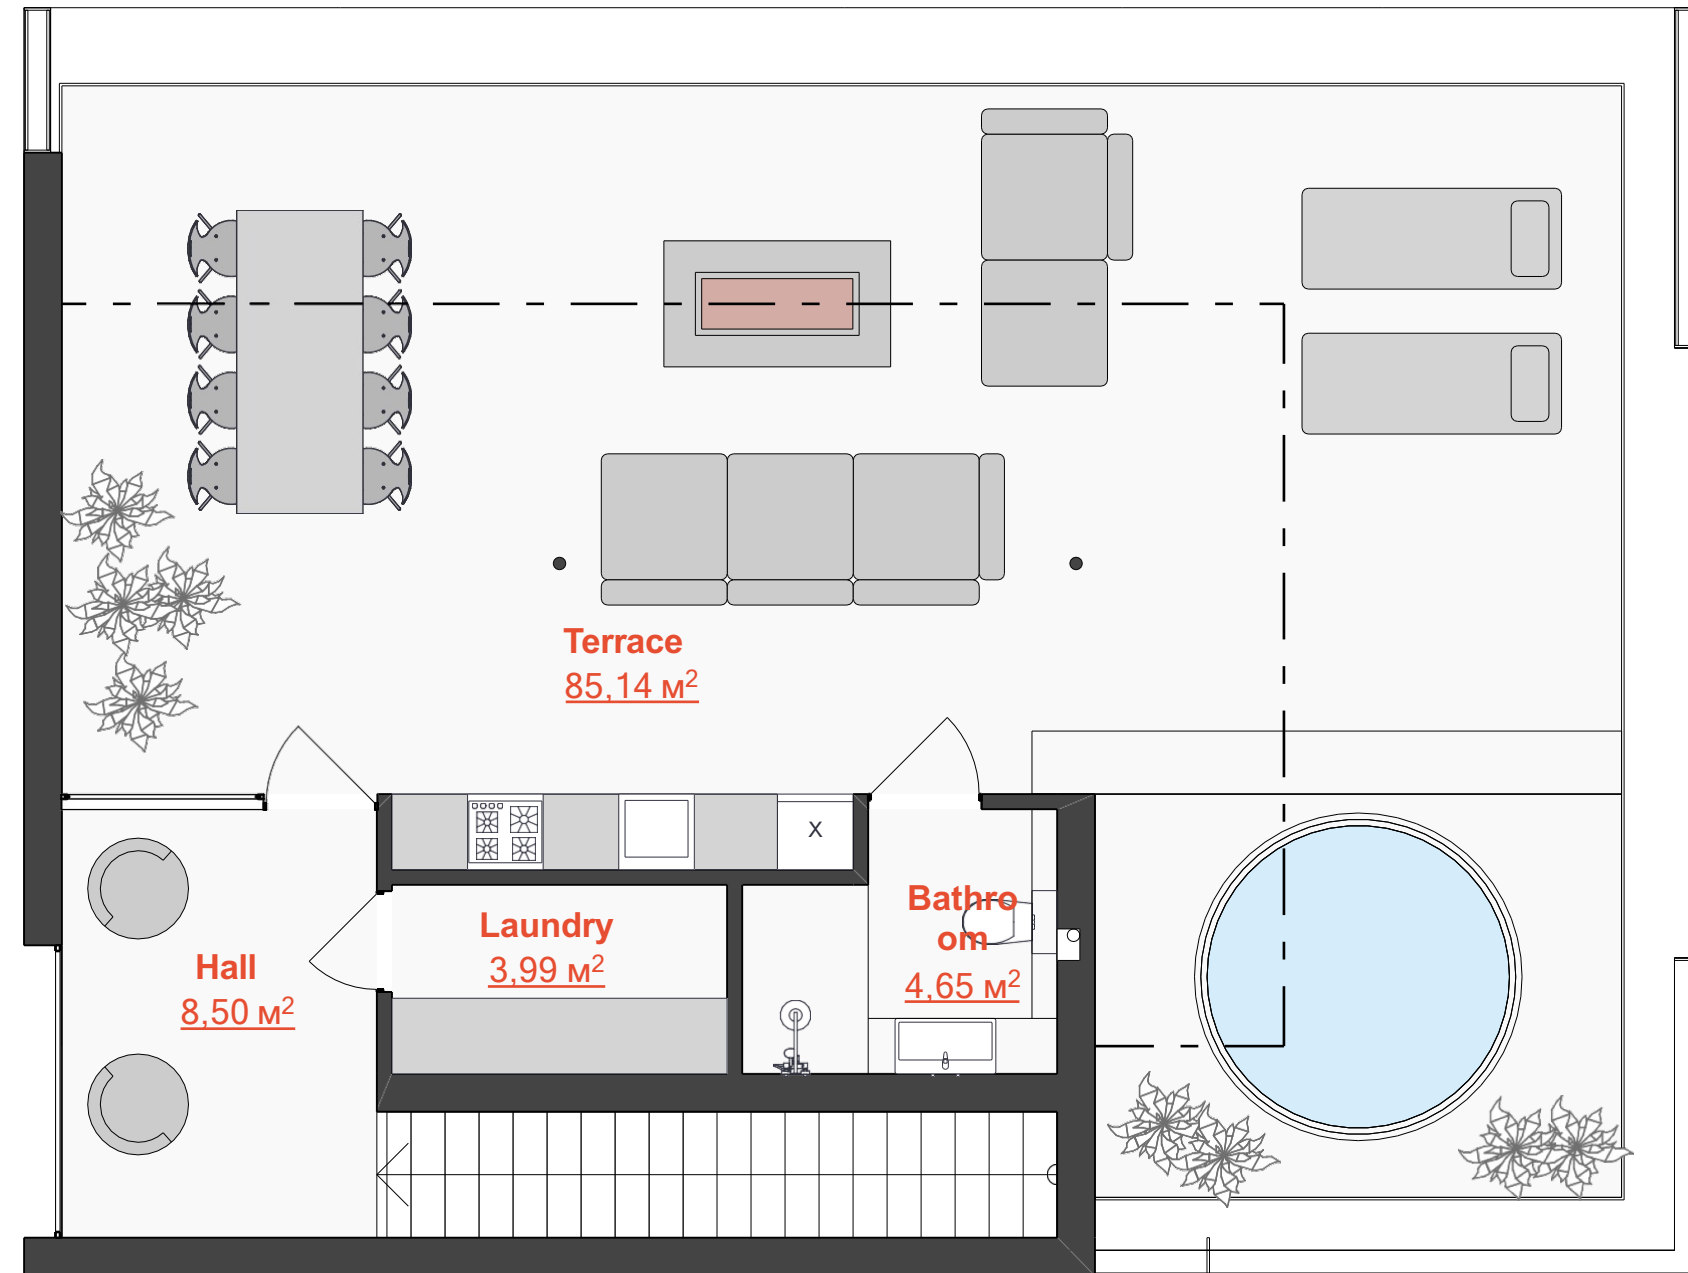 Terrace
85,14 м²
X
Bathro
om
4,65 м²
Laundry
3,99 м²
Hall
8,50 м²